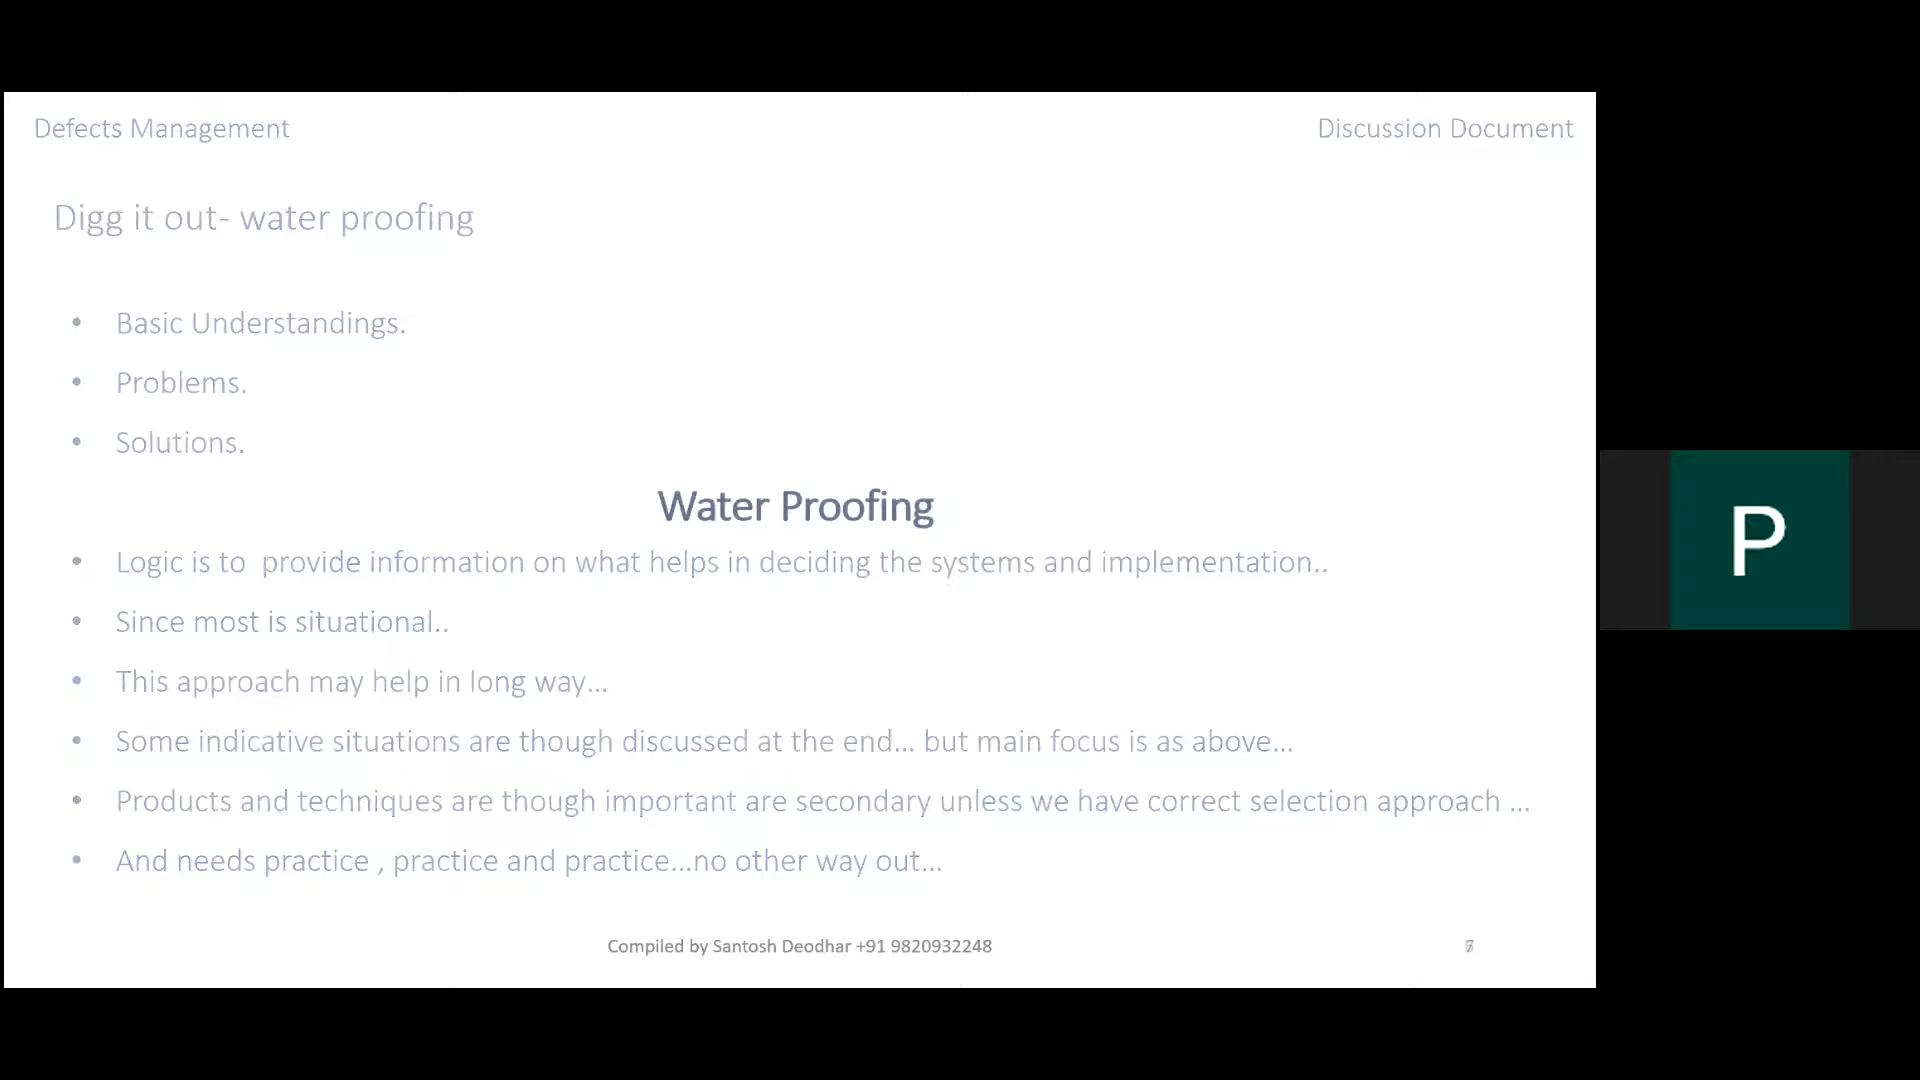 Defects Management
Discussion Document
Digg it out- water proofing
• Basic Understandings.
• Problems.
• Solutions.
Water Proofing
• Logic is to  provide information on what helps in deciding the systems and implementation..
• Since most is situational..
• This approach may help in long way...
• Some indicative situations are though discussed at the end... but main focus is as above...
• Products and techniques are though important are secondary unless we have correct selection approach ...
• And needs practice , practice and practice...no other way out...
Compiled by Santosh Deodhar +91 9820932248
P